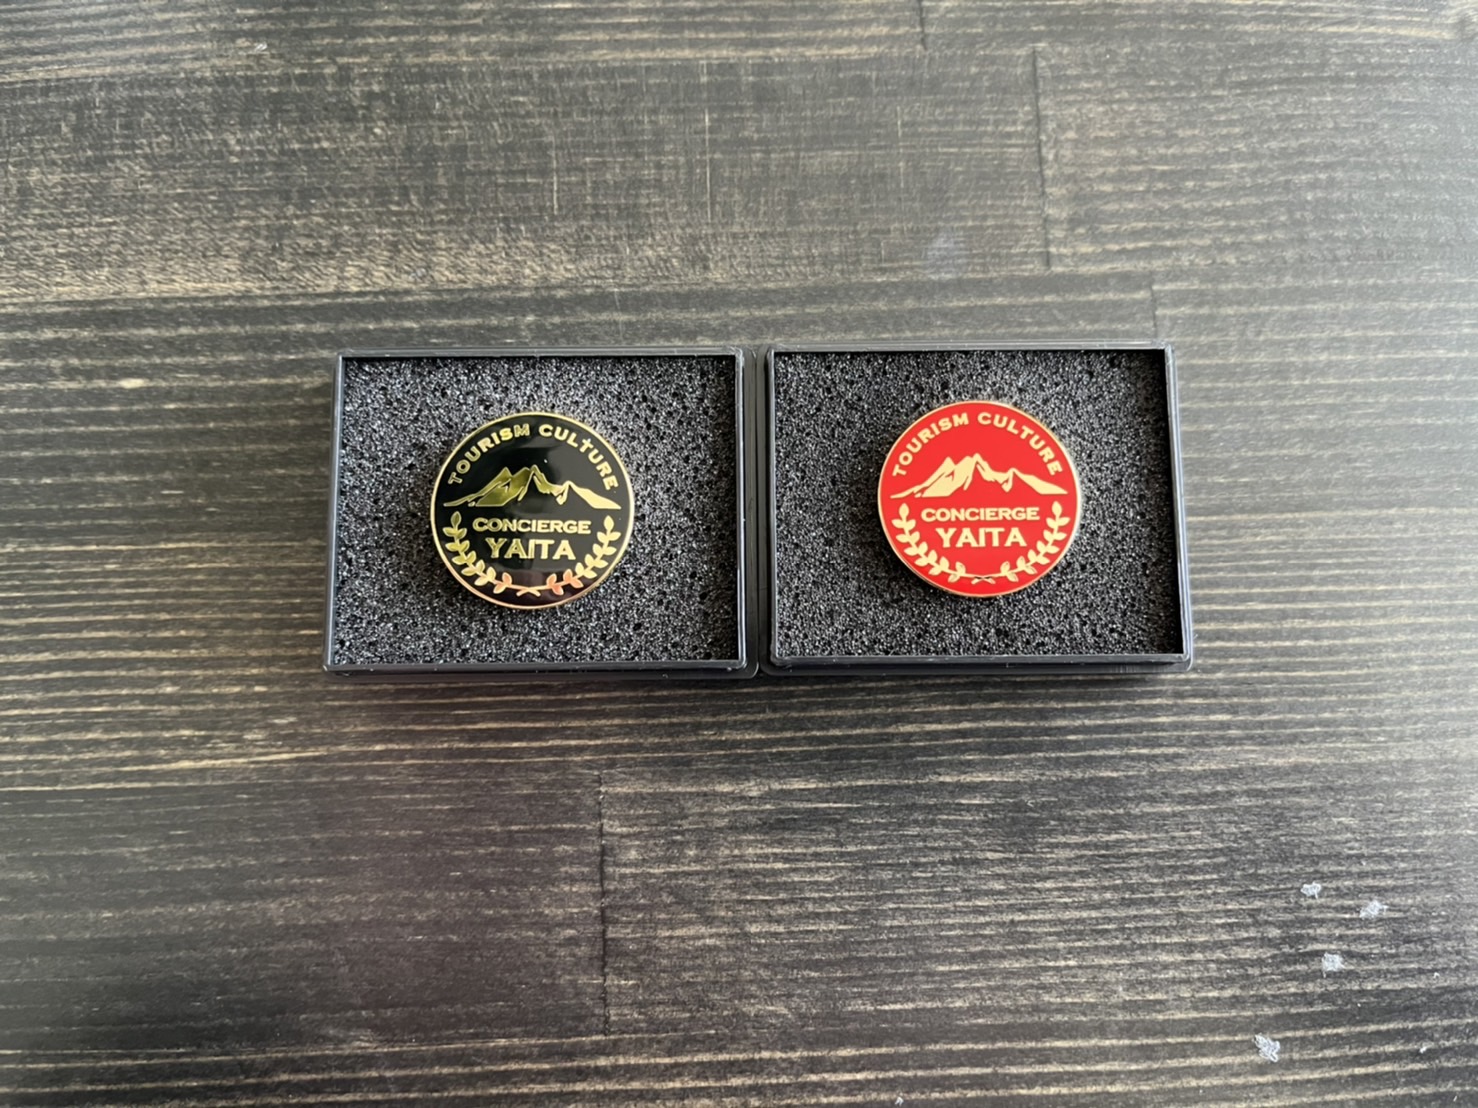 TOURISM CULTURE
CONCIERGE
YAITA
TOURISM CULTURE
CONCIERGE
YAITA